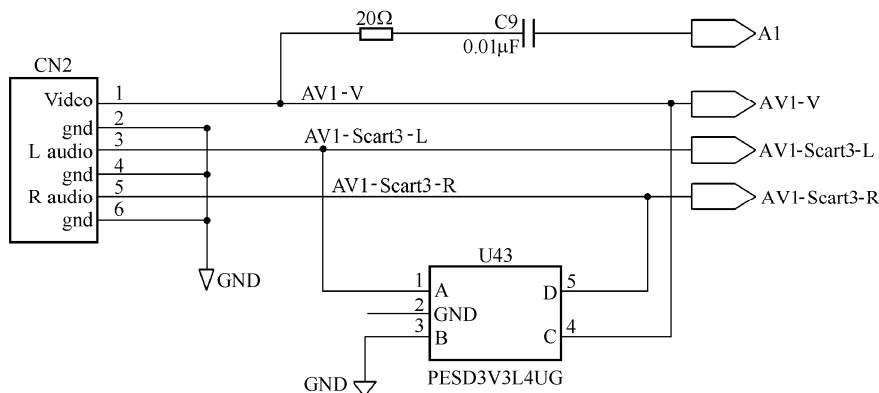 20Ω
C9
0.01μF
A1
CN2
Vidco 1 AV1-V AV1-V
gnd 2
L audio 3 AV1-Scart3-L AV1-Scart3-L
gnd 4
R audio 5 AV1-Scart3-R AV1-Scart3-R
gnd 6
GND
U43
1 A D 5
2 GND
3 B C 4
GND
PESD3V3L4UG